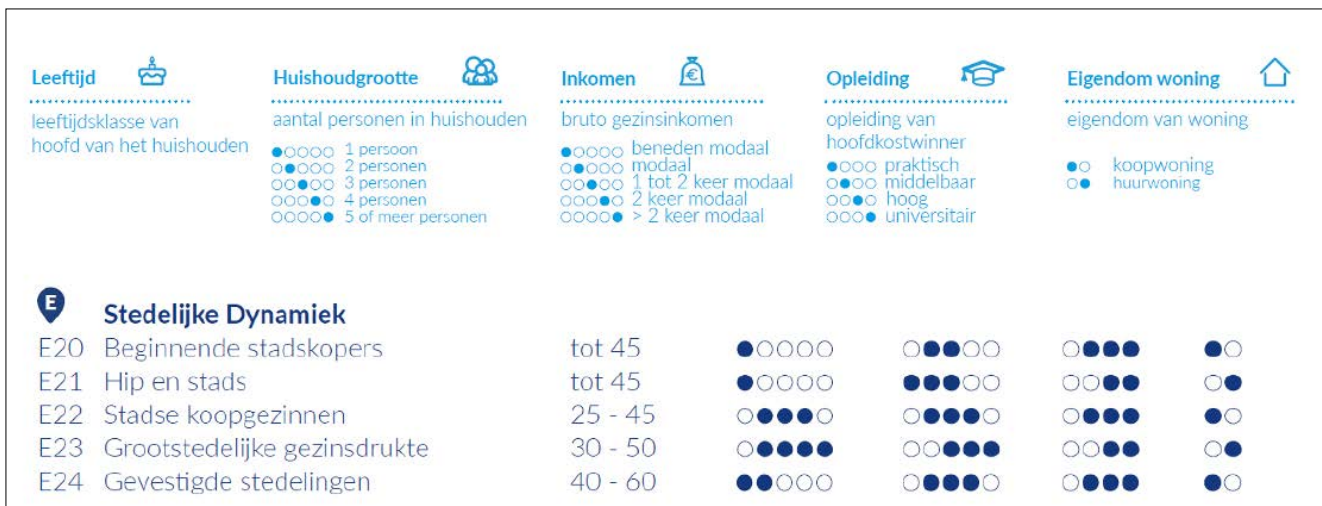 Leeftijd
leeftijdsklasse van
hoofd van het huishouden
Huishoudgrootte
aantal personen in huishouden
●○○○○ 1 persoon
○●○○○ 2 personen
○○●○○ 3 personen
○○○●○ 4 personen
○○○○● 5 of meer personen
Inkomen
€
bruto gezinsinkomen
●○○○○ beneden modaal
○●○○○ modaal
○○●○○ 1 tot 2 keer modaal
○○○●○ 2 keer modaal
○○○○● > 2 keer modaal
Opleiding
opleiding van
hoofdkostwinner
●○○○ praktisch
○●○○ middelbaar
○○●○ hoog
○○○● universitair
Eigendom woning
eigendom van woning
●○ koopwoning
○● huurwoning
E Stedelijke Dynamiek
E20 Beginnende stadskopers tot 45 ●○○○○ ○●●○○ ○●●● ●○
E21 Hip en stads tot 45 ●○○○○ ●●●○○ ○○●● ○●
E22 Stadse koopgezinnen 25 - 45 ○●●●○ ○●●●○ ○●●● ●○
E23 Grootstedelijke gezinsdrukte 30 - 50 ○●●●● ○○●●● ○○●● ○●
E24 Gevestigde stedelingen 40 - 60 ●●○○○ ○●●●○ ○●●● ●○